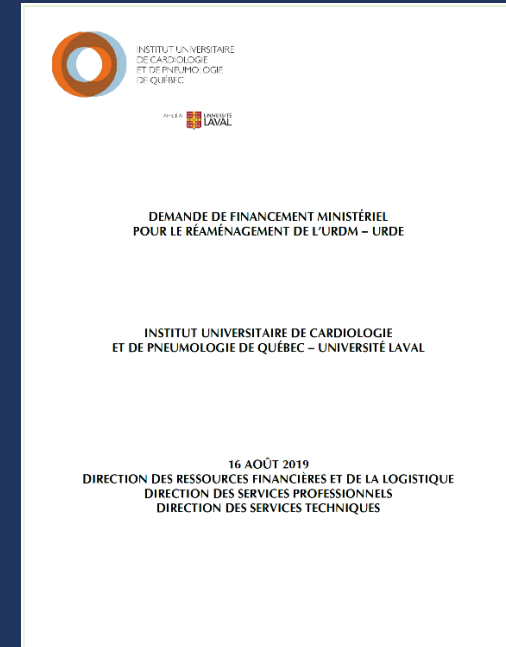 INSTITUT UNIVERSITAIRE
DE CARDIOLOGIE
ET DE PNEUMOLOGIE
DE QUÉBEC
AFFILIÉ À
UNIVERSITÉ
LAVAL
DEMANDE DE FINANCEMENT MINISTÉRIEL
POUR LE RÉAMÉNAGEMENT DE L’URDM – URDE
INSTITUT UNIVERSITAIRE DE CARDIOLOGIE
ET DE PNEUMOLOGIE DE QUÉBEC – UNIVERSITÉ LAVAL
16 AOÛT 2019
DIRECTION DES RESSOURCES FINANCIÈRES ET DE LA LOGISTIQUE
DIRECTION DES SERVICES PROFESSIONNELS
DIRECTION DES SERVICES TECHNIQUES